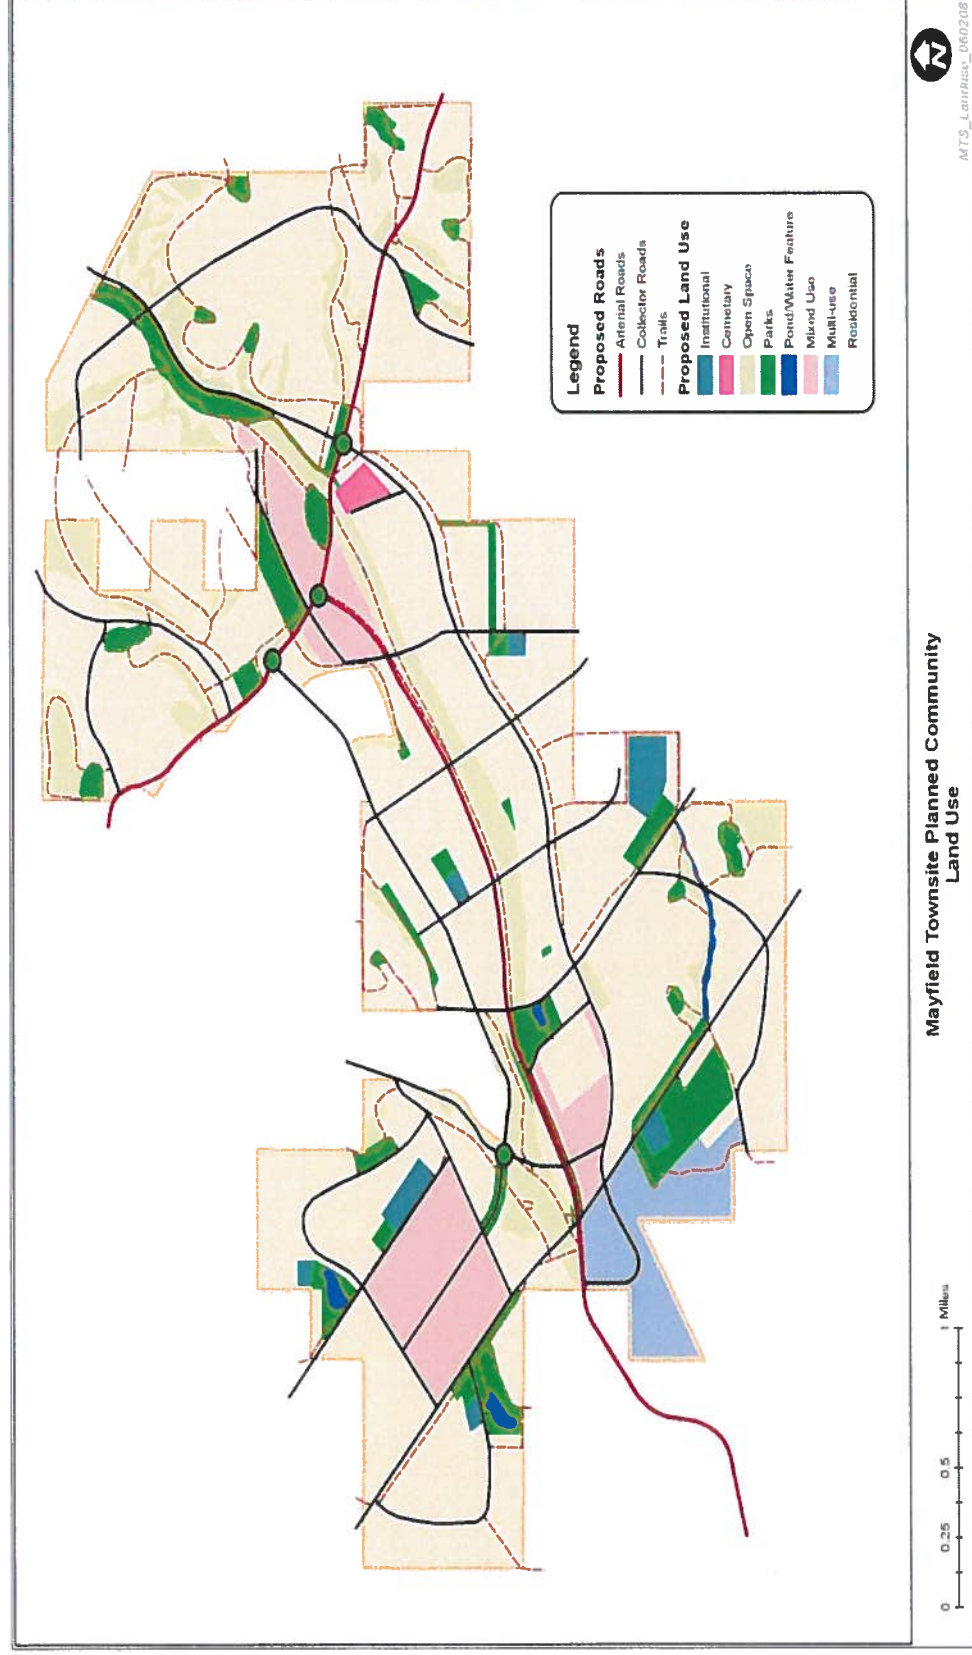 N
MTS_Landuse_060208
Legend
Proposed Roads
Arterial Roads
Collector Roads
Trails
Proposed Land Use
Institutional
Cemetary
Open Space
Parks
Pond/Water Feature
Mixed Use
Multi-use
Residential
Mayfield Townsite Planned Community
Land Use
0 0.25 0.5 1 Miles